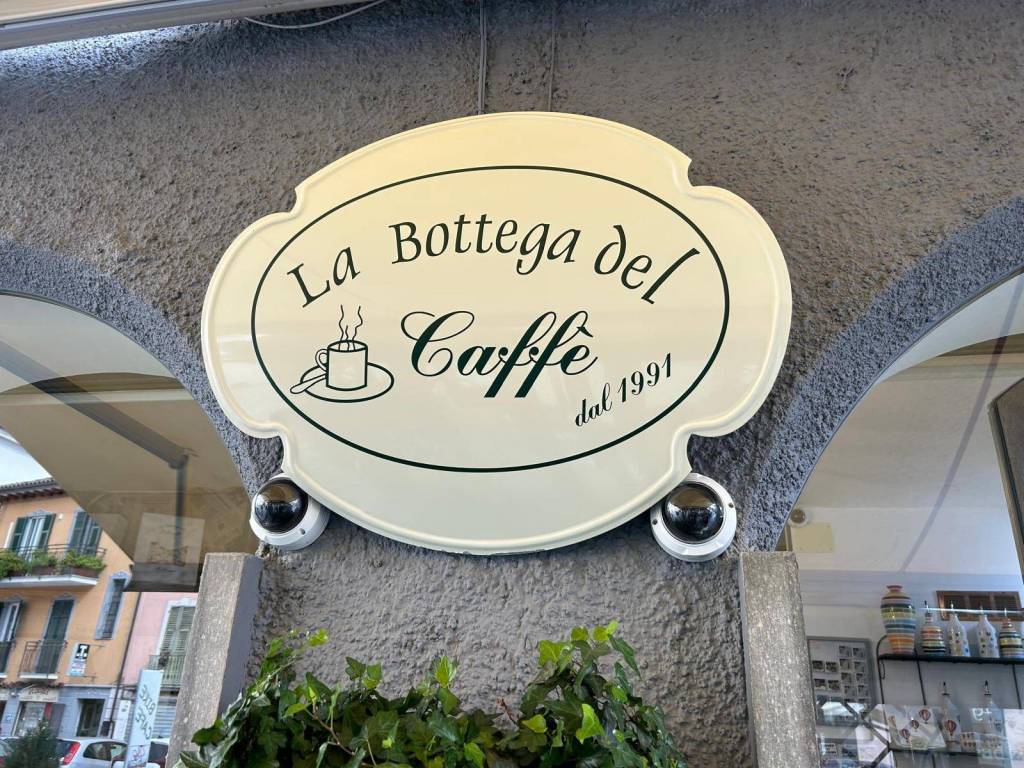 La Bottega del
Caffè
dal 1991